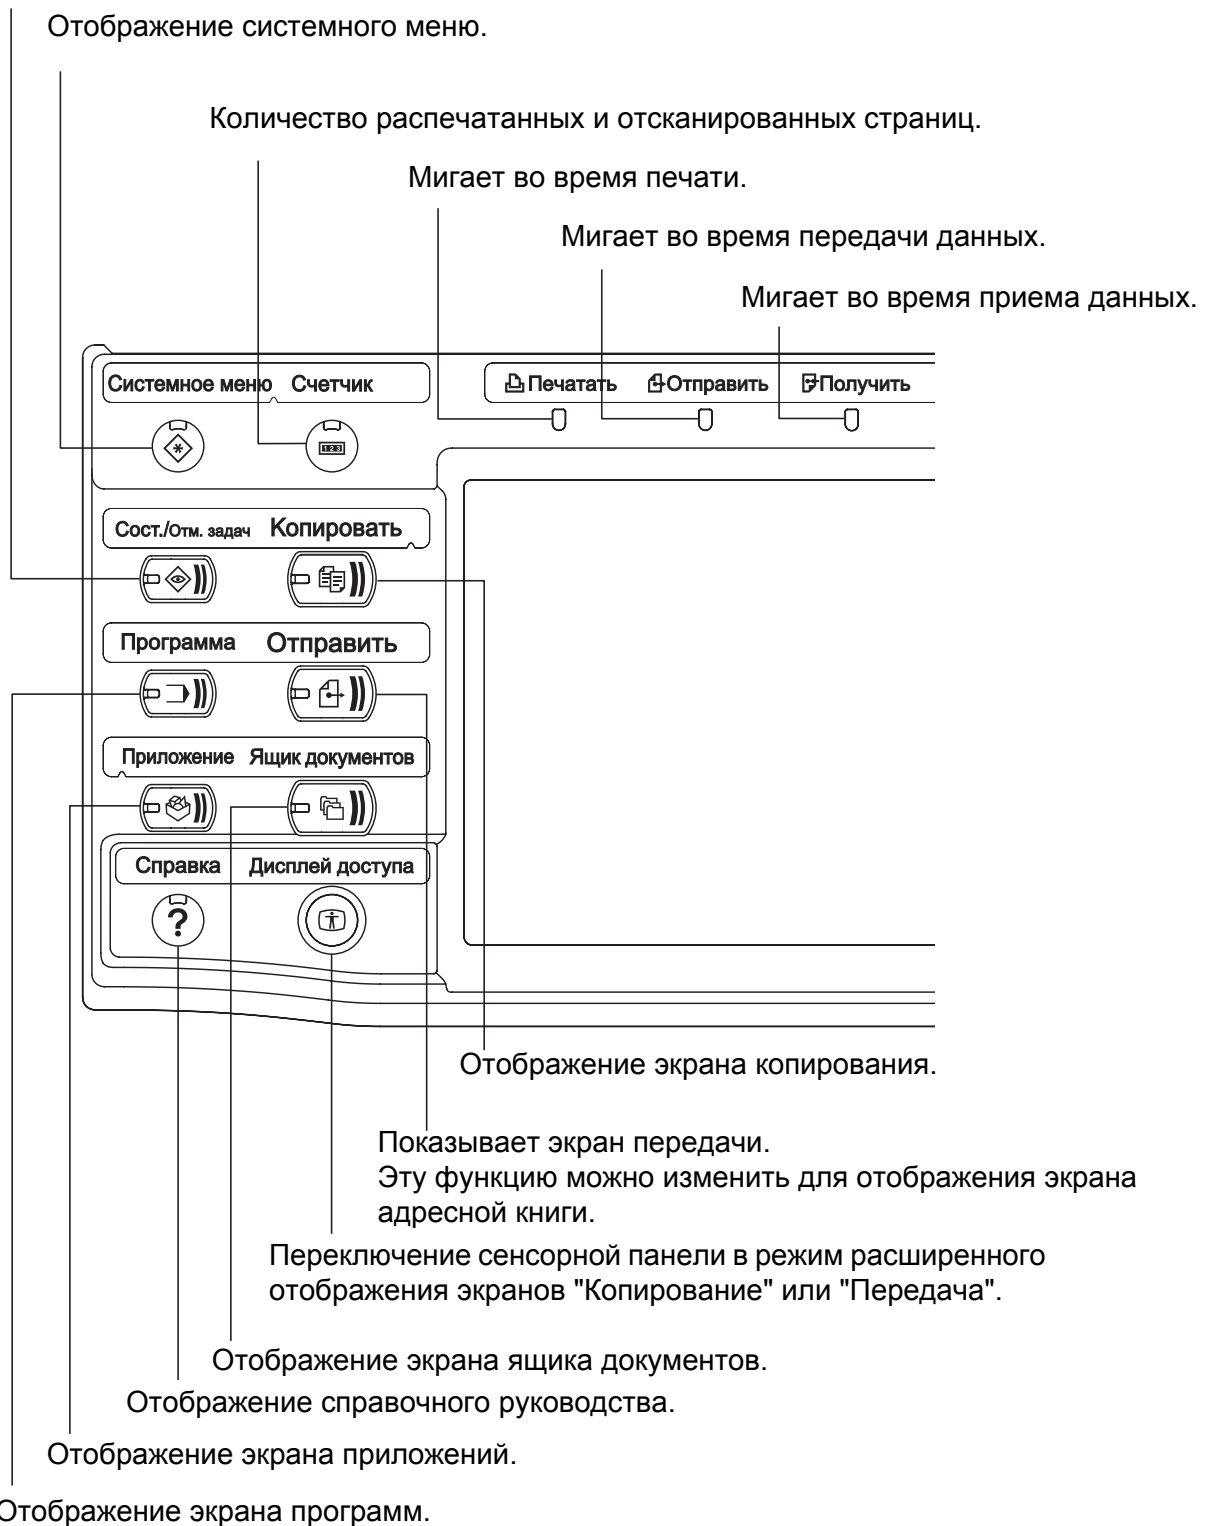 Отображение системного меню.
Количество распечатанных и отсканированных страниц.
Мигает во время печати.
Мигает во время передачи данных.
Мигает во время приема данных.
Системное меню Счетчик
Печатать Отправить Получить
123
Сост./Отм. задач Копировать
Программа Отправить
Приложение Ящик документов
Справка Дисплей доступа
?
Отображение экрана копирования.
Показывает экран передачи.
Эту функцию можно изменить для отображения экрана
адресной книги.
Переключение сенсорной панели в режим расширенного
отображения экранов "Копирование" или "Передача".
Отображение экрана ящика документов.
Отображение справочного руководства.
Отображение экрана приложений.
Отображение экрана программ.